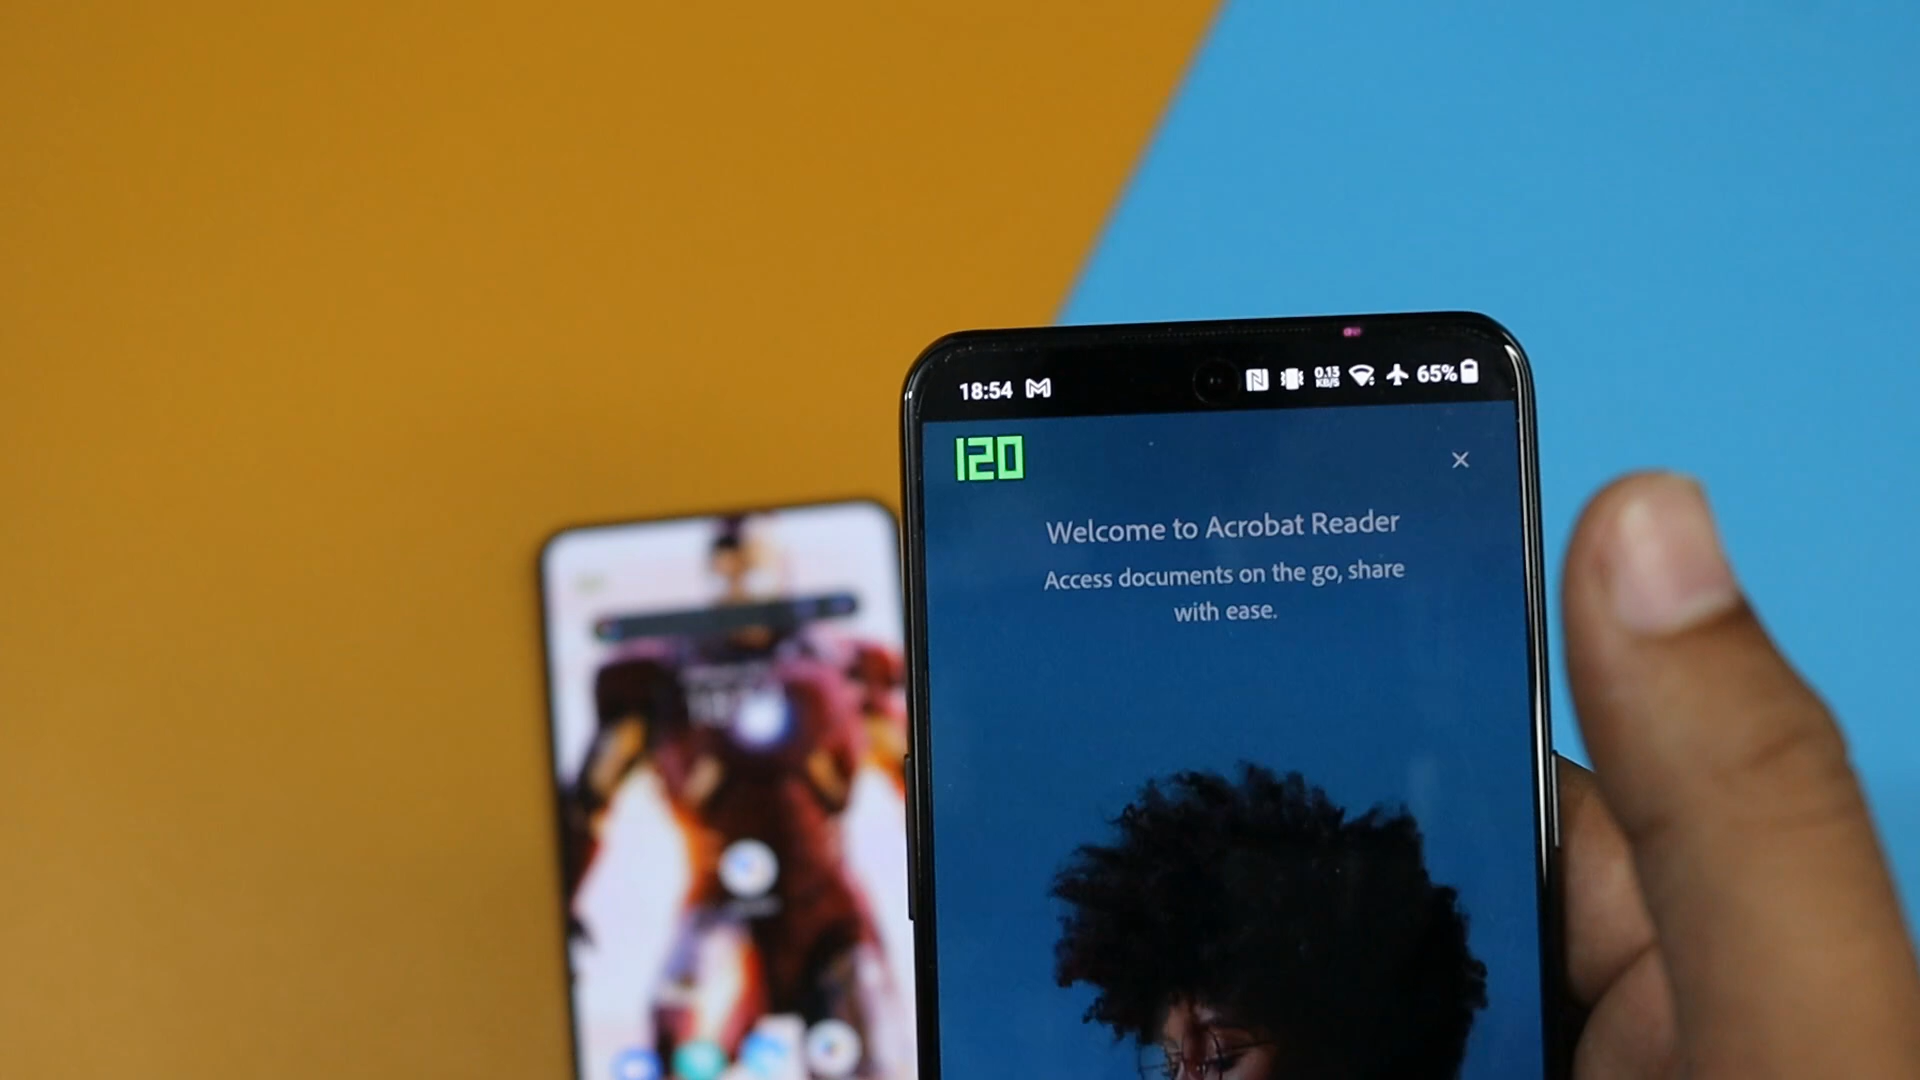 18:54
0.13
KB/S
65%
120
Welcome to Acrobat Reader
Access documents on the go, share
with ease.